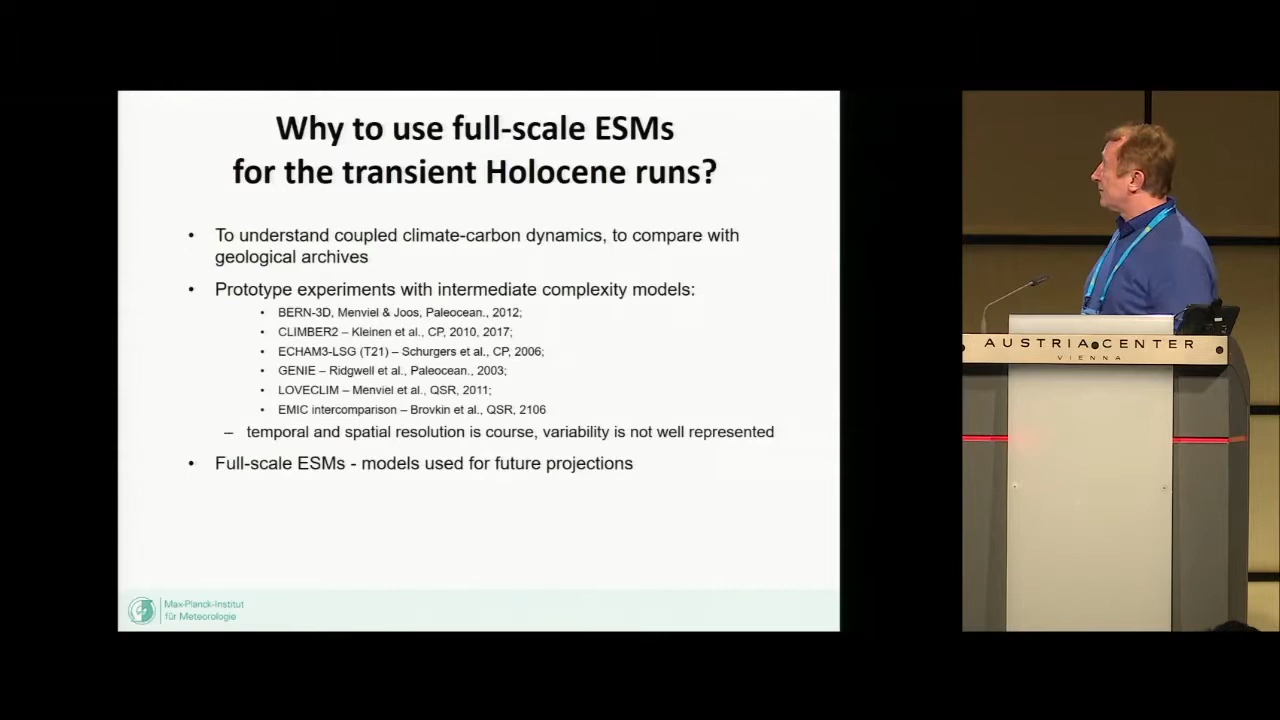 Why to use full-scale ESMs
for the transient Holocene runs?
• To understand coupled climate-carbon dynamics, to compare with
geological archives
• Prototype experiments with intermediate complexity models:
• BERN-3D, Menviel & Joos, Paleocean., 2012;
• CLIMBER2 – Kleinen et al., CP, 2010, 2017;
• ECHAM3-LSG (T21) – Schurgers et al., CP, 2006;
• GENIE – Ridgwell et al., Paleocean., 2003;
• LOVECLIM – Menviel et al., QSR, 2011;
• EMIC intercomparison – Brovkin et al., QSR, 2106
– temporal and spatial resolution is course, variability is not well represented
• Full-scale ESMs - models used for future projections
Max-Planck-Institut
für Meteorologie
AUSTRIA CENTER
VIENNA